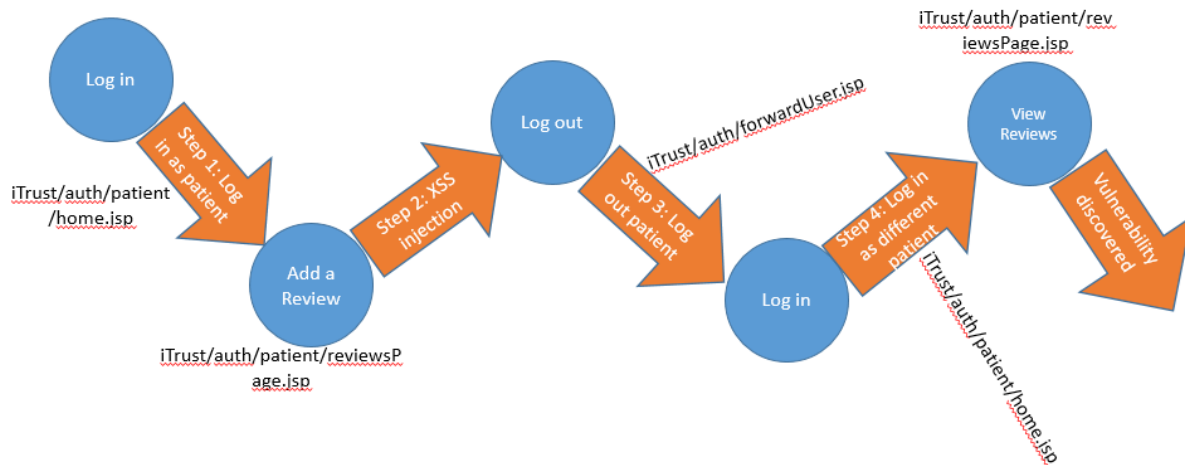 Log in
Step 1: Log
in as patient
iTrust/auth/patient
/home.jsp
Add a
Review
iTrust/auth/patient/reviewsP
age.jsp
Step 2: XSS
injection
Log out
iTrust/auth/forwardUser.jsp
Step 3: Log
out patient
Log in
Step 4: Log in
as different
patient
iTrust/auth/patient/home.jsp
iTrust/auth/patient/rev
iewsPage.jsp
View
Reviews
Vulnerability
discovered